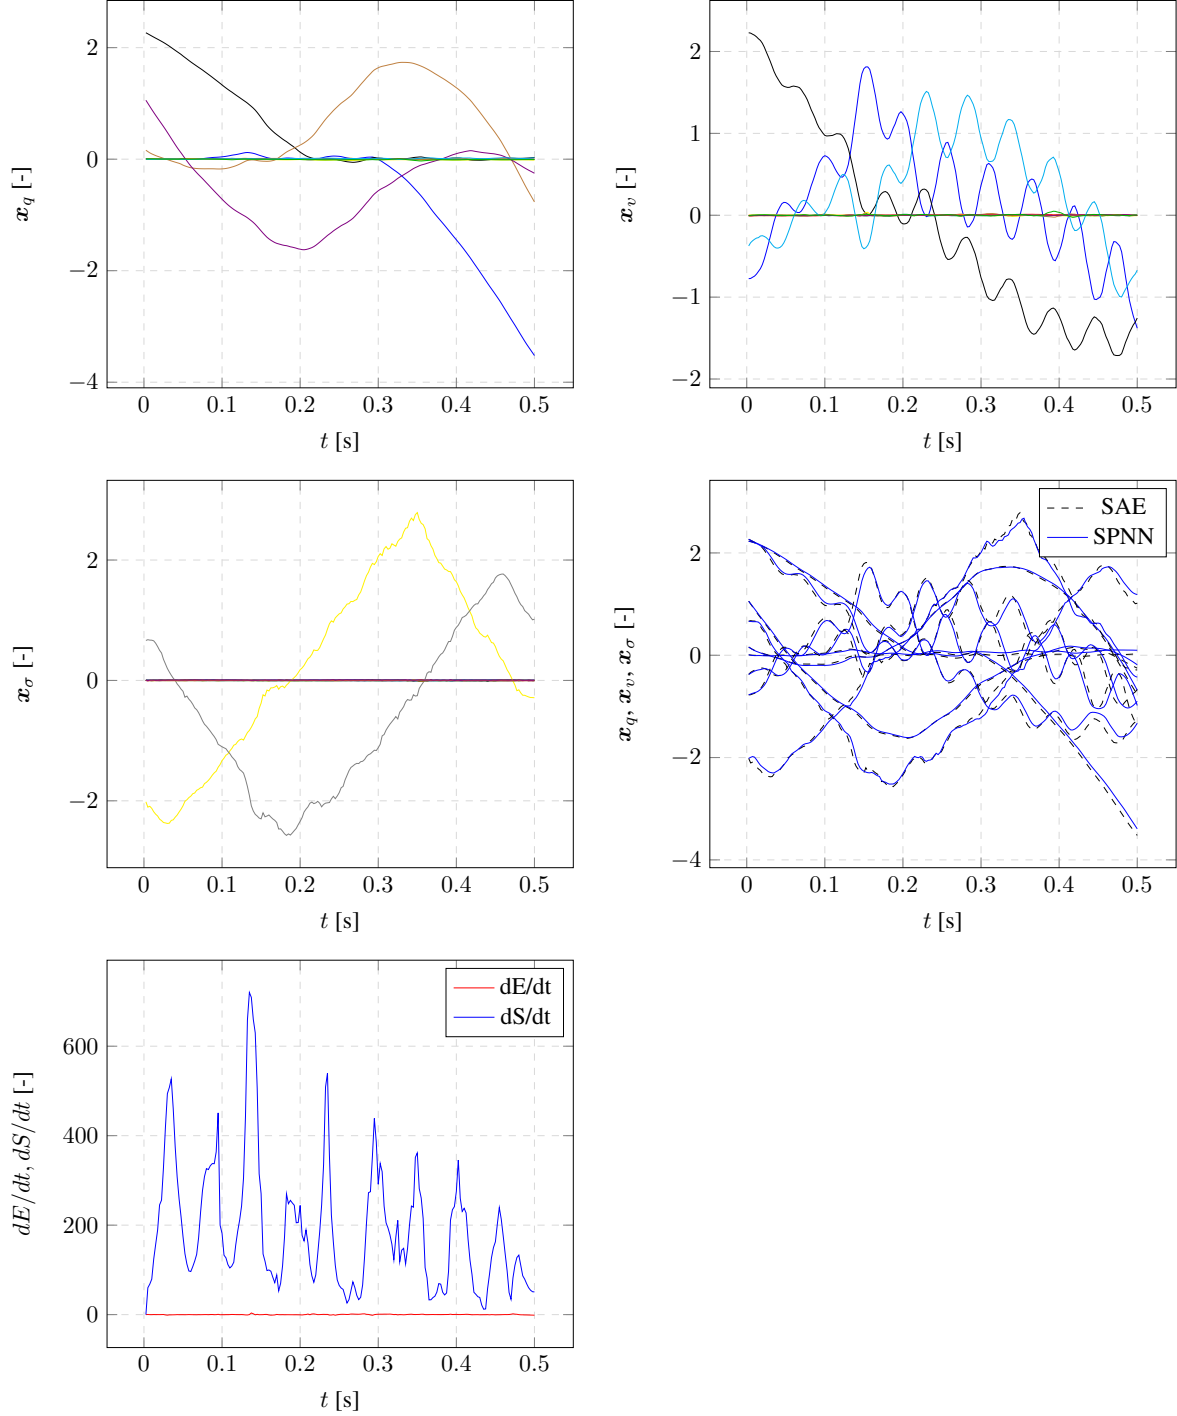 2
0
−2
−4
0 0.1 0.2 0.3 0.4 0.5
t [s]
x_q [-]
2
1
0
−1
−2
0 0.1 0.2 0.3 0.4 0.5
t [s]
x_v [-]
2
0
−2
0 0.1 0.2 0.3 0.4 0.5
t [s]
x_σ [-]
SAE
SPNN
2
0
−2
−4
0 0.1 0.2 0.3 0.4 0.5
t [s]
x_q, x_v, x_σ [-]
dE/dt
dS/dt
600
400
200
0
0 0.1 0.2 0.3 0.4 0.5
t [s]
dE/dt, dS/dt [-]